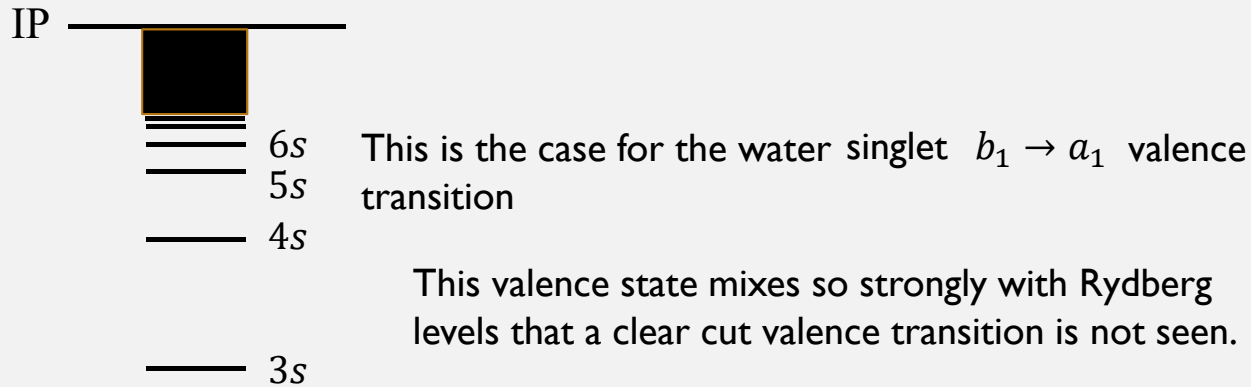 IP
6s This is the case for the water singlet b₁ → a₁ valence
5s transition
4s
This valence state mixes so strongly with Rydberg
levels that a clear cut valence transition is not seen.
3s